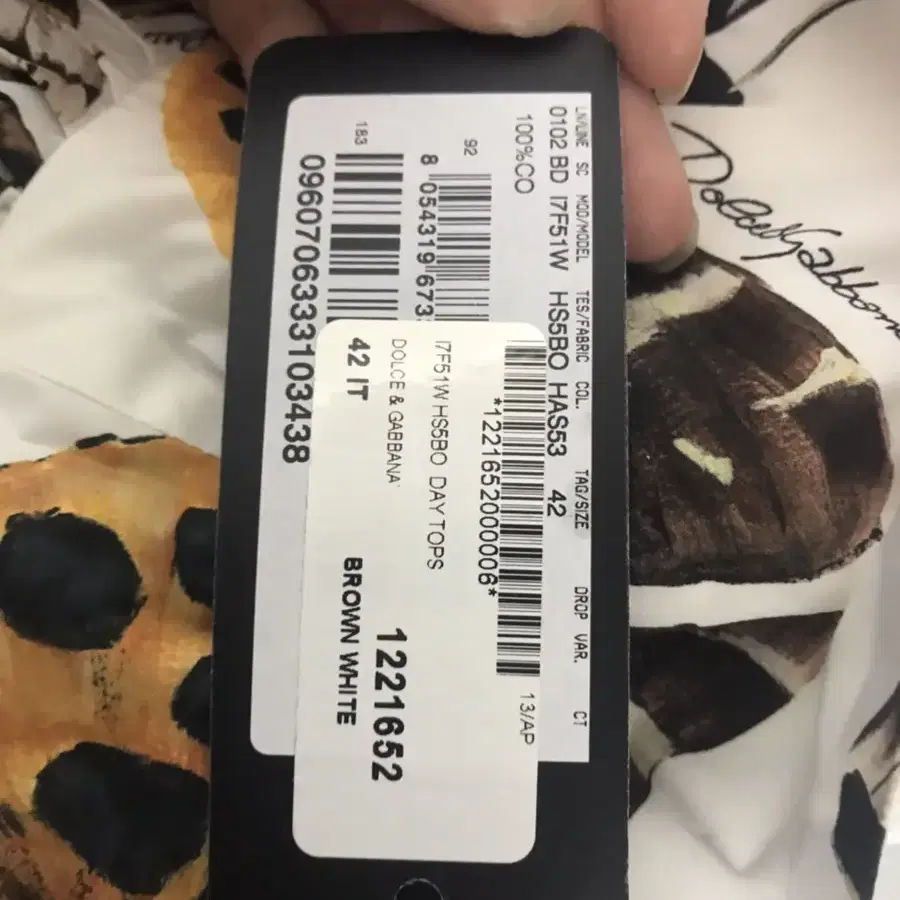 LN/LINE SC MOD/MODEL TES/FABRIC COL. TAG/SIZE DROP VAR. CT
0102 BD I7F51W HS5BO HAS53 42
100%CO
92
8 054319 673
183
0960706333103438
13/AP
*1221652000006*
I7F51W HS5BO DAY TOPS
DOLCE & GABBANA
1221652
42 IT BROWN WHITE
Dolce & Gabbana